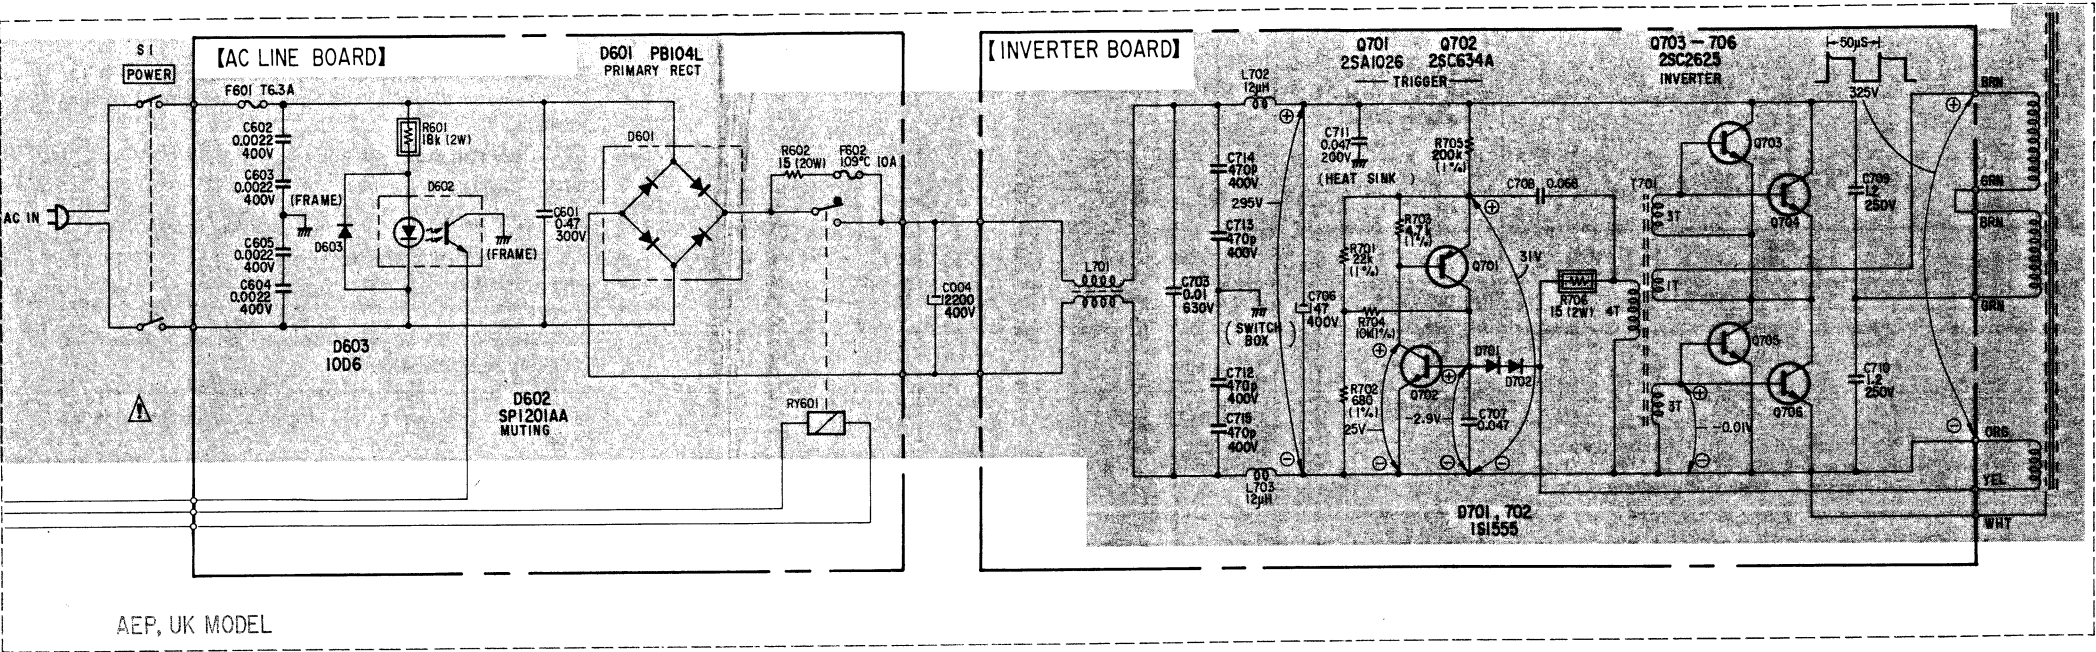 S1
POWER
AC IN
【AC LINE BOARD】
F601 T6.3A
C602
0.0022
400V
C603
0.0022
400V
(FRAME)
C605
0.0022
400V
C604
0.0022
400V
R601
18k (2W)
D602
D603
(FRAME)
C601
0.47
300V
D601 PB104L
PRIMARY RECT
D601
R602
15 (20W)
F602
109°C 10A
D603
10D6
D602
SP1201AA
MUTING
RY601
C004
2200
400V
【INVERTER BOARD】
L701
C703
0.01
630V
L702
12µH
C714
470p
400V
C713
470p
400V
(SWITCH BOX)
C712
470p
400V
C715
470p
400V
L703
12µH
295V
C706
47
400V
Q701
2SA1026
Q702
2SC634A
TRIGGER
C711
0.047
200V
(HEAT SINK)
R705
200k
(1%)
R703
4.7k
(1%)
R701
22k
(1%)
Q701
R704
10k(1%)
R702
680
(1%)
25V
Q702
-2.9V
D701
D702
C707
0.047
31V
C708 0.068
R706
15 (2W)
D701, 702
1S1555
T701
3T
1T
4T
3T
Q703-706
2SC2625
INVERTER
Q703
Q704
Q705
Q706
-0.01V
50µS
325V
C709
1.2
250V
C710
1.2
250V
BRN
GRN
BRN
GRN
ORG
YEL
WHT
AEP, UK MODEL